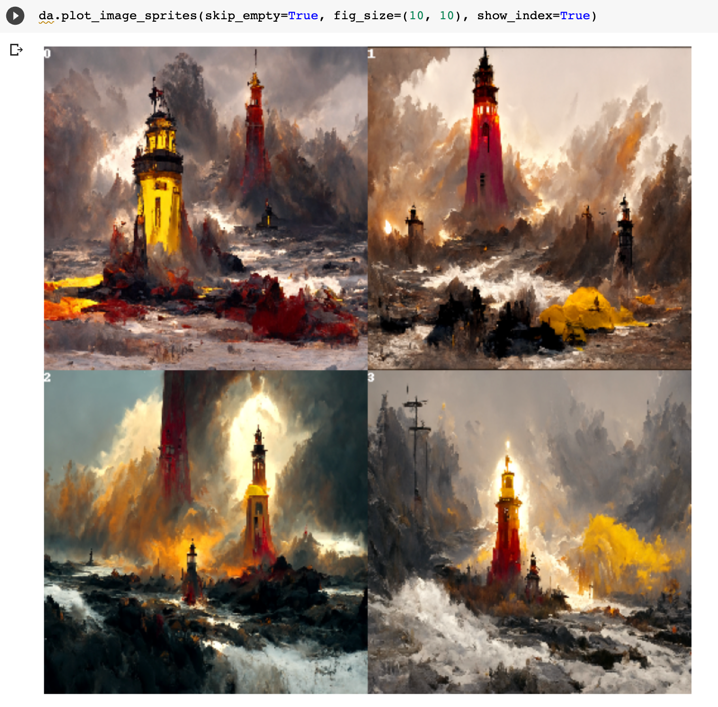 da.plot_image_sprites(skip_empty=True, fig_size=(10, 10), show_index=True)
0
1
2
3